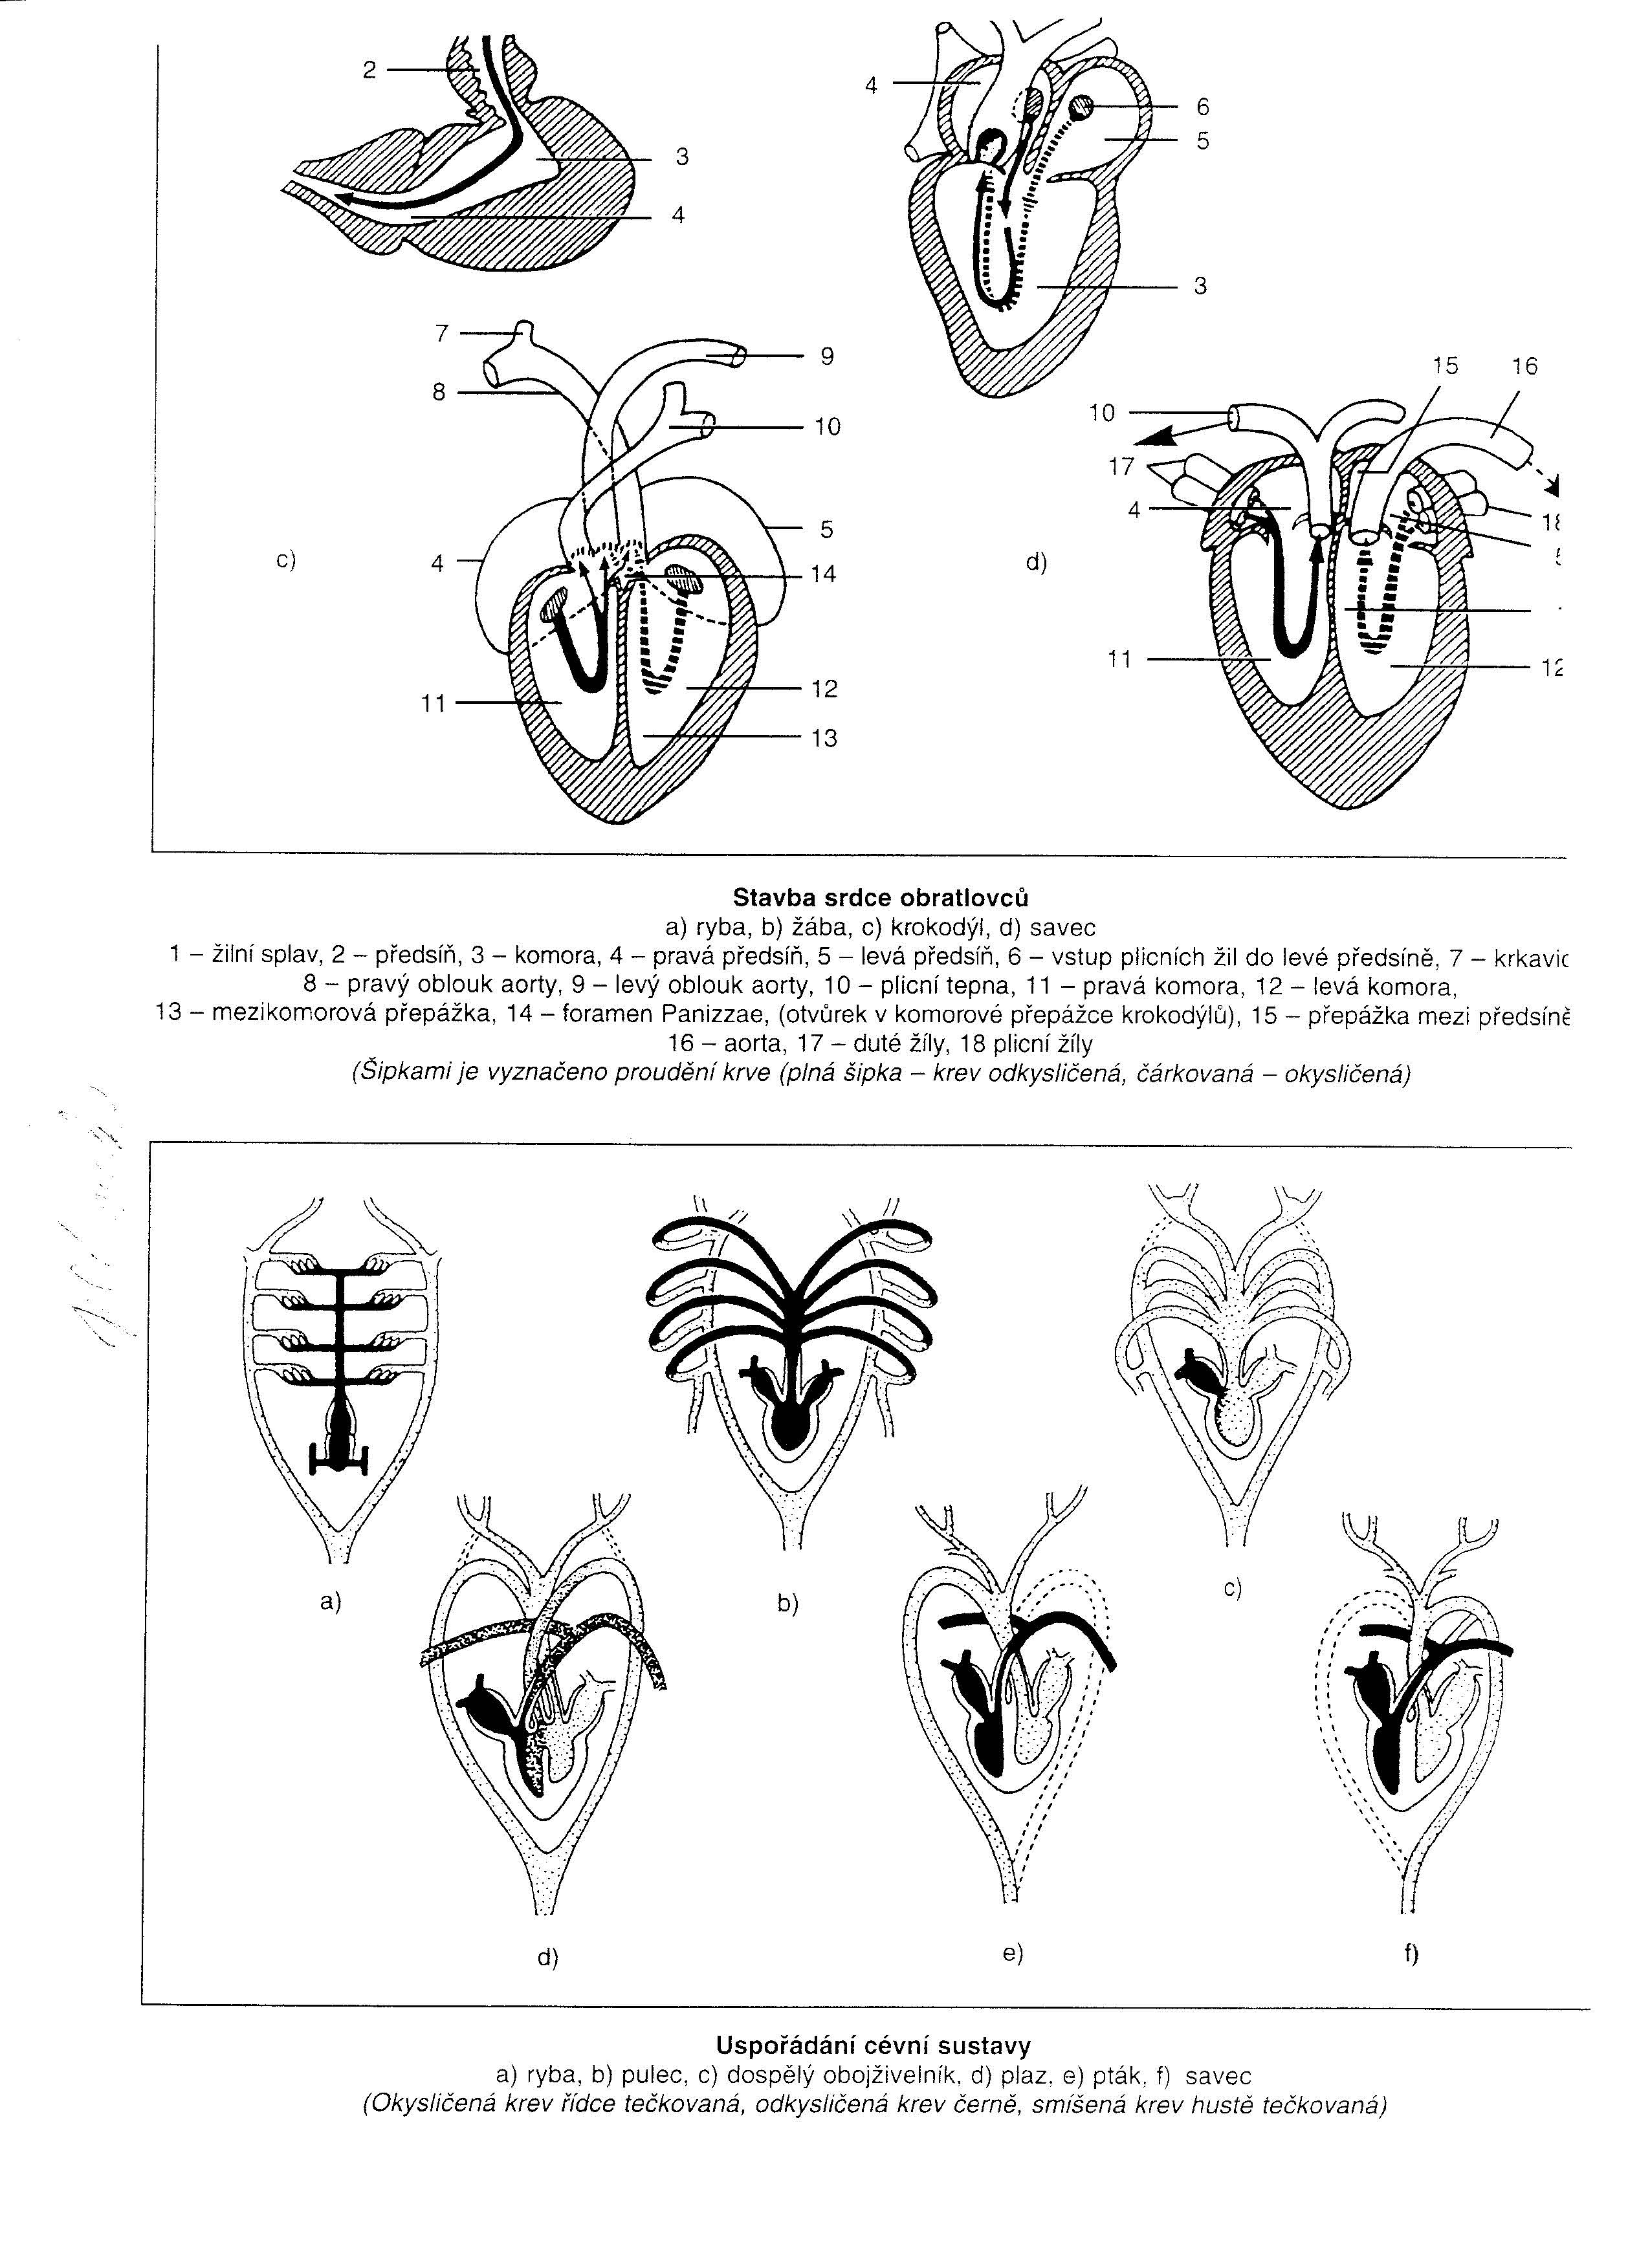 2
3
4
4
6
5
3
7
8
9
10
4
5
14
11
12
13
c)
15
16
10
17
4
11
d)
Stavba srdce obratlovců
a) ryba, b) žába, c) krokodýl, d) savec
1 – žilní splav, 2 – předsíň, 3 – komora, 4 – pravá předsíň, 5 – levá předsíň, 6 – vstup plicních žil do levé předsíně, 7 –
8 – pravý oblouk aorty, 9 – levý oblouk aorty, 10 – plicní tepna, 11 – pravá komora, 12 – levá komora,
13 – mezikomorová přepážka, 14 – foramen Panizzae, (otvůrek v komorové přepážce krokodýlů), 15 – přepážka mezi
16 – aorta, 17 – duté žíly, 18 plicní žíly
(Šipkami je vyznačeno proudění krve (plná šipka – krev odkysličená, čárkovaná – okysličená)
a)
b)
c)
d)
e)
f)
Uspořádání cévní sustavy
a) ryba, b) pulec, c) dospělý obojživelník, d) plaz, e) pták, f) savec
(Okysličená krev řídce tečkovaná, odkysličená krev černě, smíšená krev hustě tečkovaná)